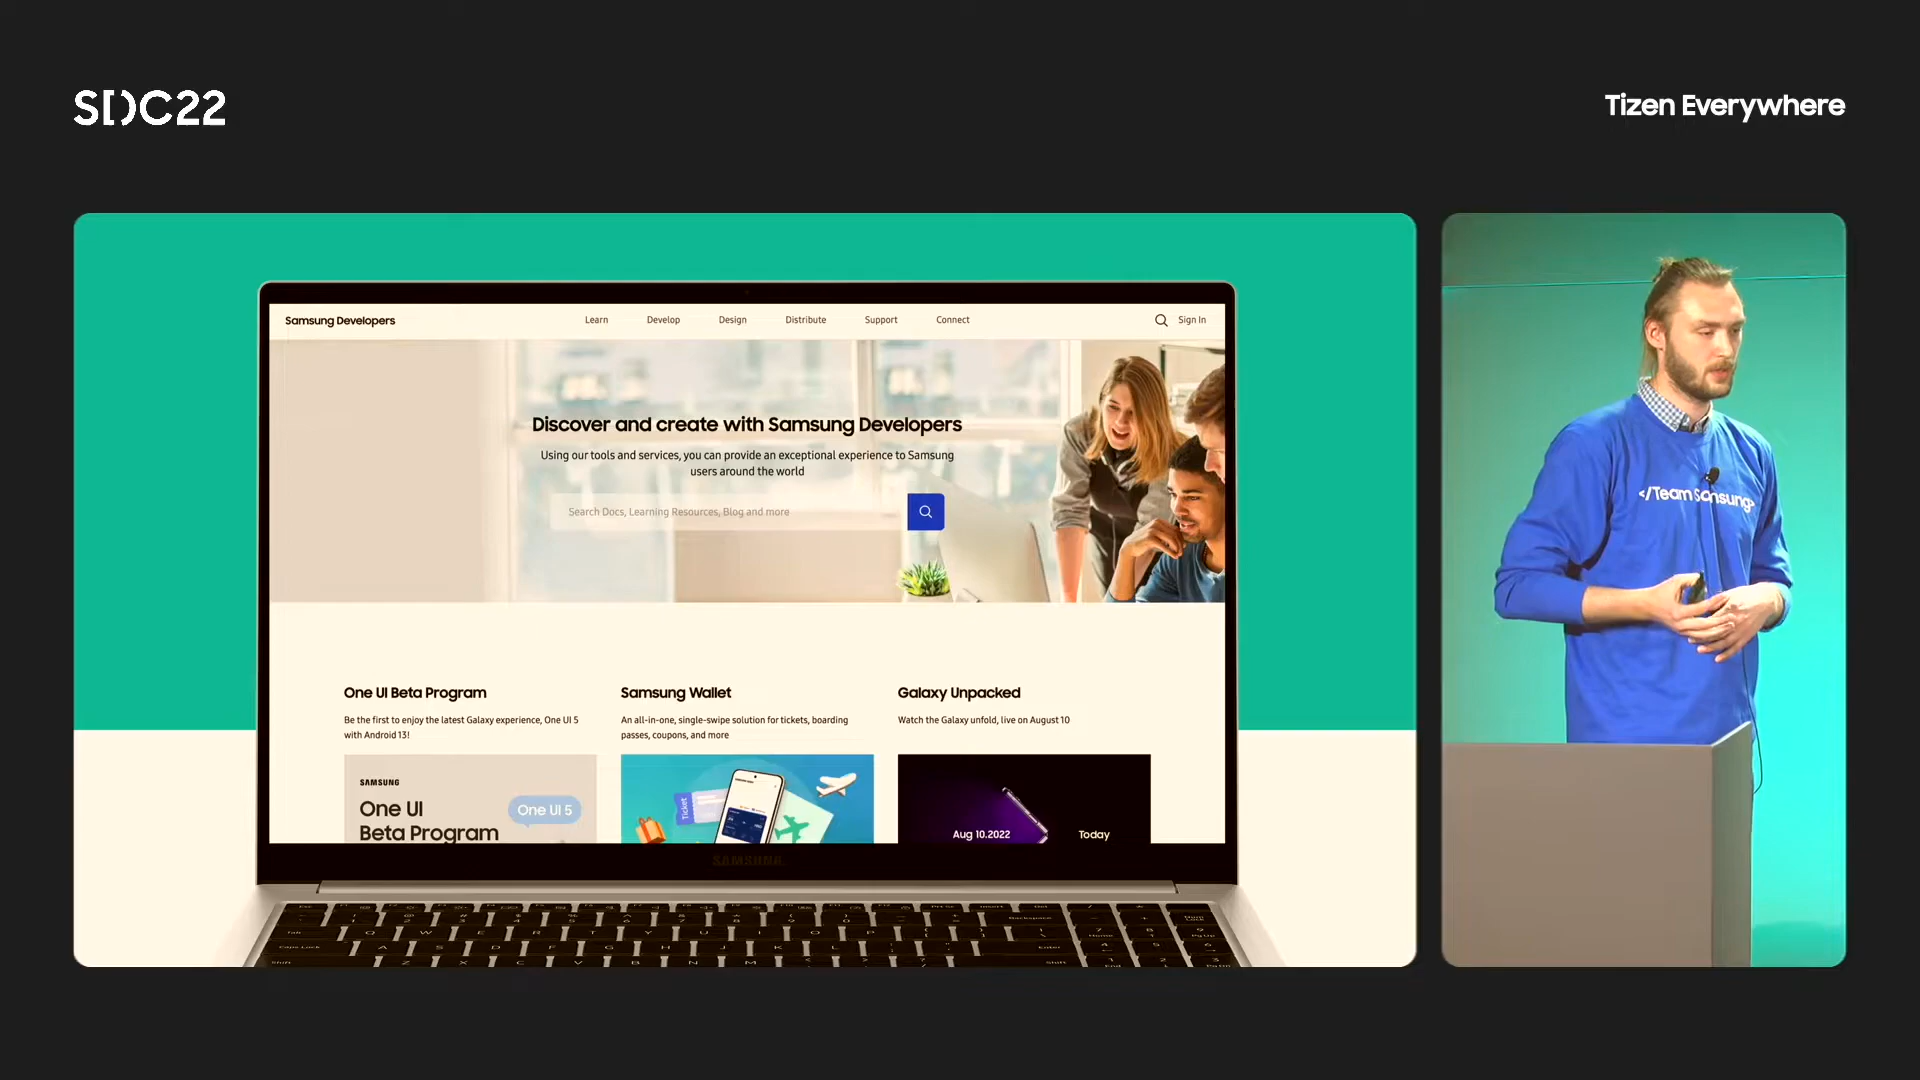 SDC22
Tizen Everywhere
Samsung Developers
Learn
Develop
Design
Distribute
Support
Connect
Sign In
Discover and create with Samsung Developers
Using our tools and services, you can provide an exceptional experience to Samsung
users around the world
Search Docs, Learning Resources, Blog and more
One UI Beta Program
Be the first to enjoy the latest Galaxy experience, One UI 5
with Android 13!
Samsung Wallet
An all-in-one, single-swipe solution for tickets, boarding
passes, coupons, and more
Galaxy Unpacked
Watch the Galaxy unfold, live on August 10
SAMSUNG
One UI
Beta Program
One UI 5
Ticket
Aug 10.2022
Today
SAMSUNG
</Team Samsung>